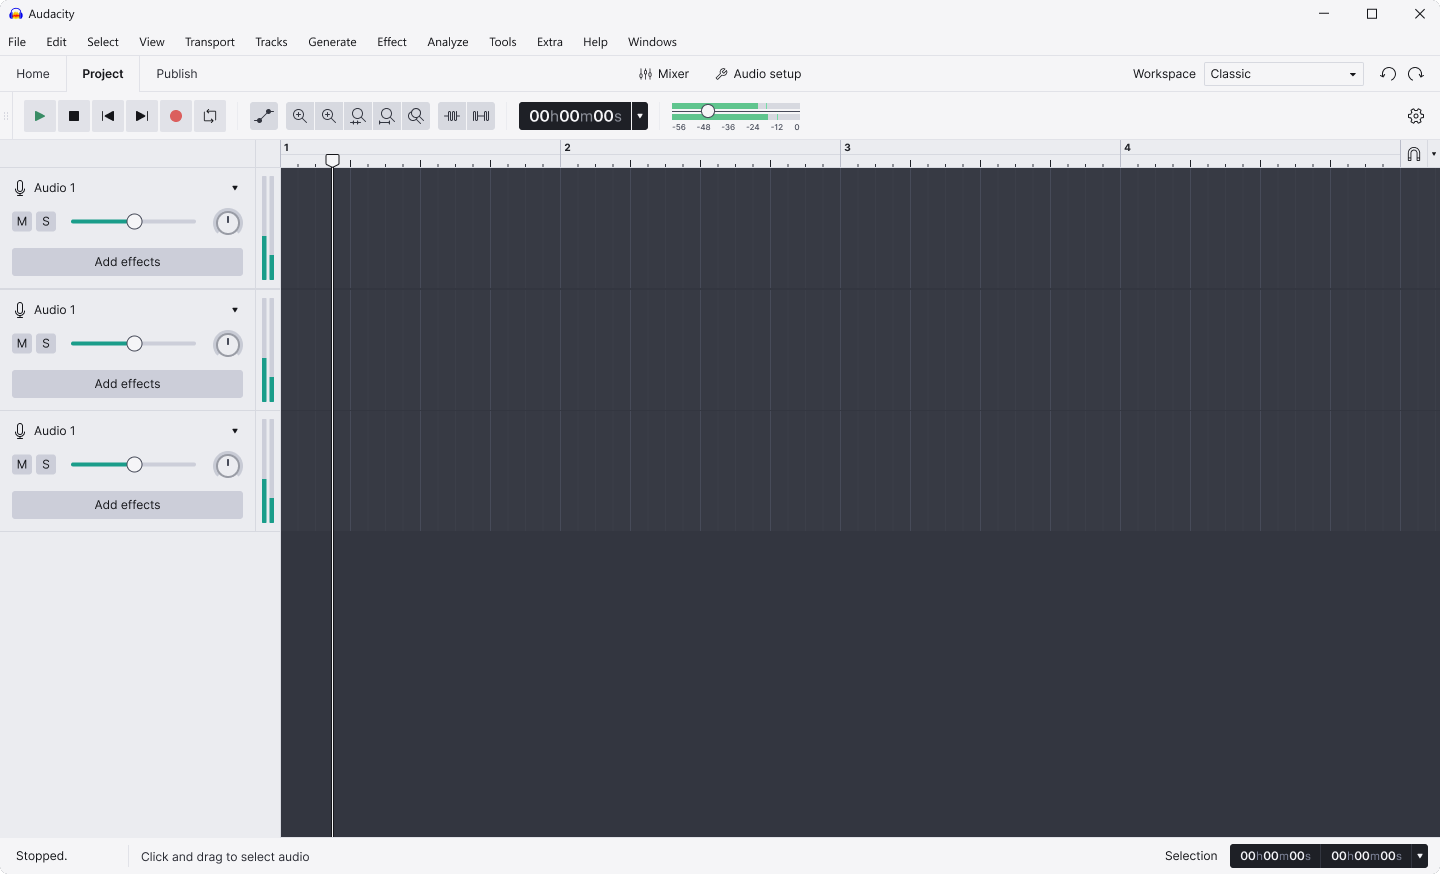 Audacity
File Edit Select View Transport Tracks Generate Effect Analyze Tools Extra Help Windows
Home Project Publish Mixer Audio setup Workspace Classic
00h00m00s
-56 -48 -36 -24 -12 0
1 2 3 4
Audio 1
M S
Add effects
Audio 1
M S
Add effects
Audio 1
M S
Add effects
Stopped. Click and drag to select audio Selection 00h00m00s 00h00m00s